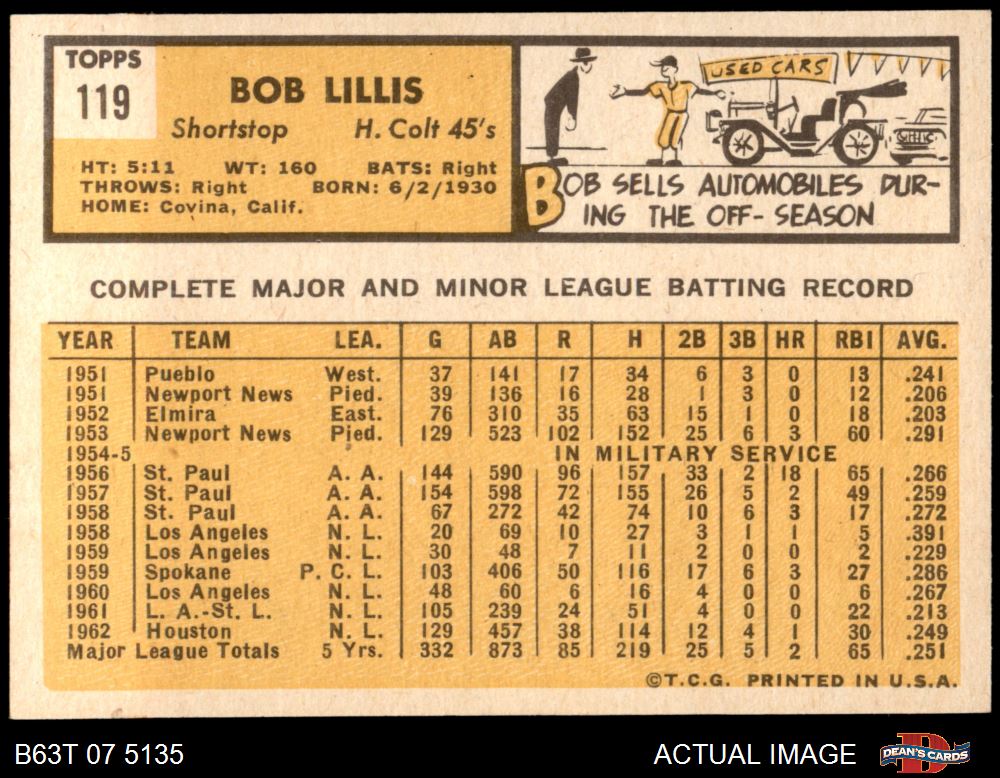 TOPPS
119
BOB LILLIS
Shortstop H. Colt 45's
HT: 5:11 WT: 160 BATS: Right
THROWS: Right BORN: 6/2/1930
HOME: Covina, Calif.
USED CARS
BOB SELLS AUTOMOBILES DUR-
ING THE OFF-SEASON
COMPLETE MAJOR AND MINOR LEAGUE BATTING RECORD
YEAR TEAM LEA. G AB R H 2B 3B HR RBI AVG.
1951 Pueblo West. 37 141 17 34 6 3 0 13 .241
1951 Newport News Pied. 39 136 16 28 1 3 0 12 .206
1952 Elmira East. 76 310 35 63 15 1 0 18 .203
1953 Newport News Pied. 129 523 102 152 25 6 3 60 .291
1954-5 IN MILITARY SERVICE
1956 St. Paul A. A. 144 590 96 157 33 2 18 65 .266
1957 St. Paul A. A. 154 598 72 155 26 5 2 49 .259
1958 St. Paul A. A. 67 272 42 74 10 6 3 17 .272
1958 Los Angeles N. L. 20 69 10 27 3 1 1 5 .391
1959 Los Angeles N. L. 30 48 7 11 2 0 0 2 .229
1959 Spokane P. C. L. 103 406 50 116 17 6 3 27 .286
1960 Los Angeles N. L. 48 60 6 16 4 0 0 6 .267
1961 L. A.-St. L. N. L. 105 239 24 51 4 0 0 22 .213
1962 Houston N. L. 129 457 38 114 12 4 1 30 .249
Major League Totals 5 Yrs. 332 873 85 219 25 5 2 65 .251
©T.C.G. PRINTED IN U.S.A.
B63T 07 5135 ACTUAL IMAGE DEAN'S CARDS